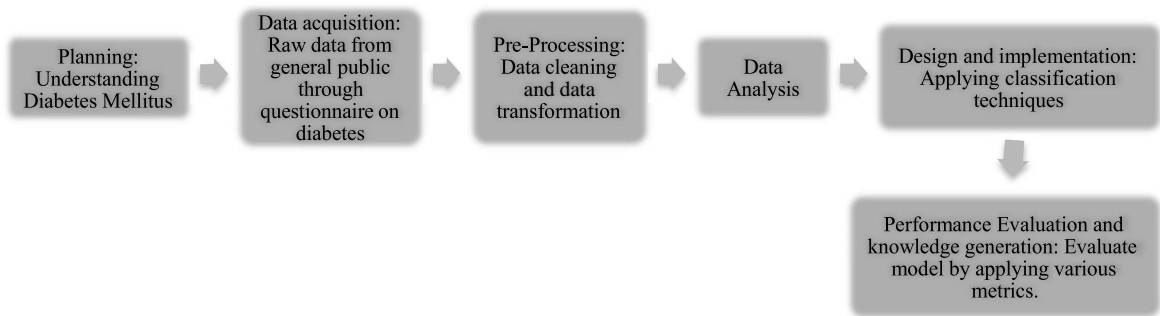 Planning:
Understanding
Diabetes Mellitus
Data acquisition:
Raw data from
general public
through
questionnaire on
diabetes
Pre-Processing:
Data cleaning
and data
transformation
Data
Analysis
Design and implementation:
Applying classification
techniques
Performance Evaluation and
knowledge generation: Evaluate
model by applying various
metrics.